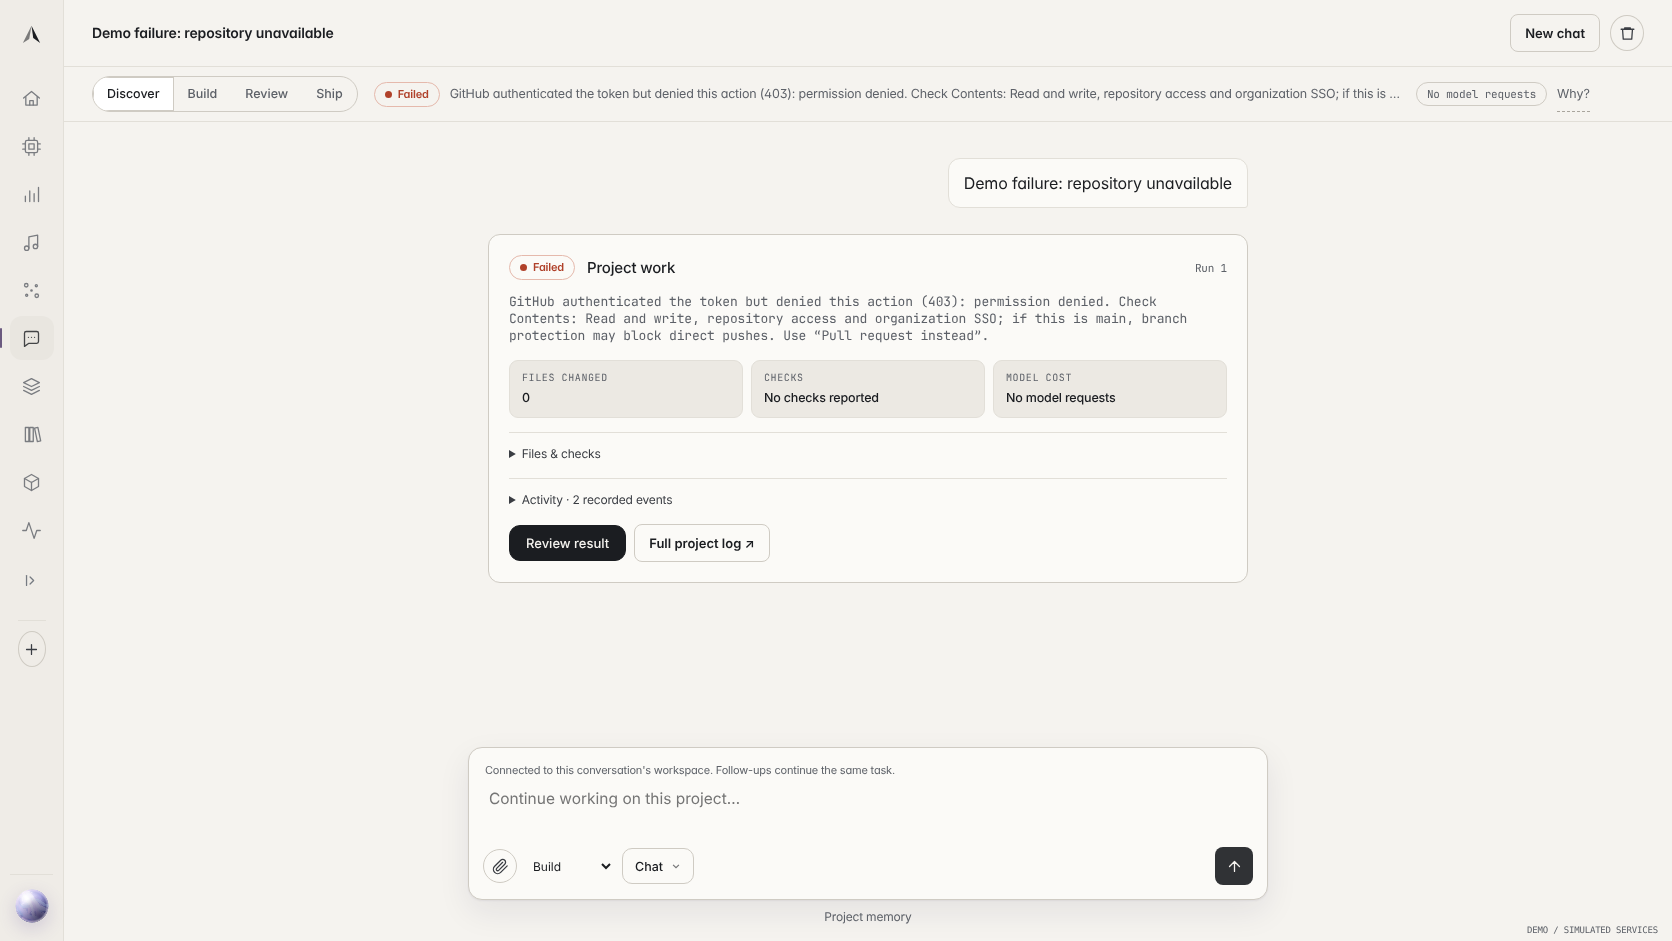 Demo failure: repository unavailable
New chat
Discover
Build
Review
Ship
Failed
GitHub authenticated the token but denied this action (403): permission denied. Check Contents: Read and write, repository access and organization SSO; if this is ...
No model requests
Why?
Demo failure: repository unavailable
Failed
Project work
Run 1
GitHub authenticated the token but denied this action (403): permission denied. Check
Contents: Read and write, repository access and organization SSO; if this is main, branch
protection may block direct pushes. Use “Pull request instead”.
FILES CHANGED
0
CHECKS
No checks reported
MODEL COST
No model requests
Files & checks
Activity · 2 recorded events
Review result
Full project log ↗
Connected to this conversation's workspace. Follow-ups continue the same task.
Continue working on this project...
Build
Chat
Project memory
DEMO / SIMULATED SERVICES